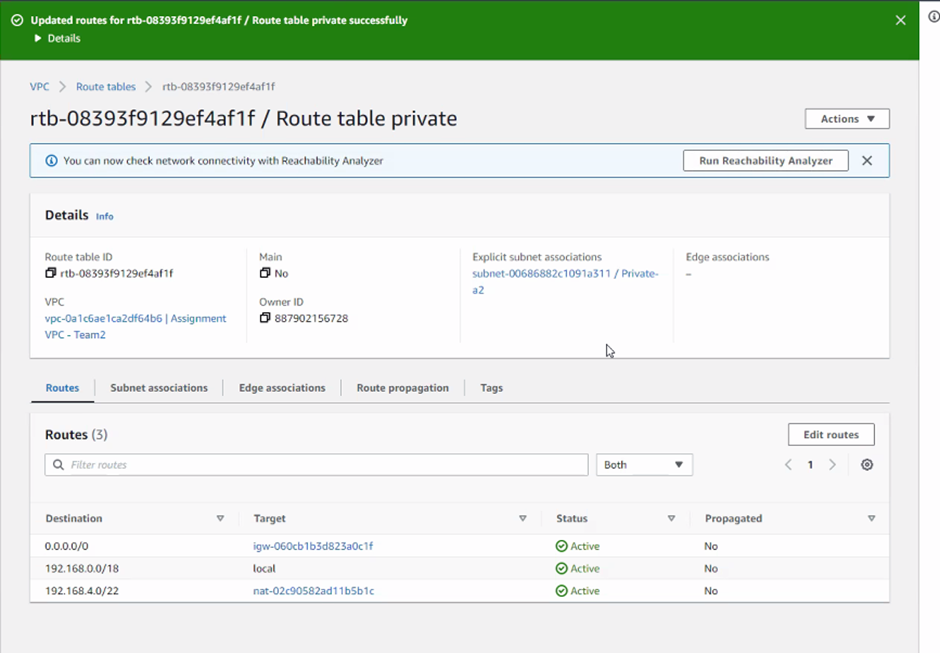 Updated routes for rtb-08393f9129ef4af1f / Route table private successfully
Details
VPC > Route tables > rtb-08393f9129ef4af1f
rtb-08393f9129ef4af1f / Route table private
Actions
You can now check network connectivity with Reachability Analyzer
Run Reachability Analyzer
Details Info
Route table ID
rtb-08393f9129ef4af1f
VPC
vpc-0a1c6ae1ca2df64b6 | Assignment
VPC - Team2
Main
No
Owner ID
887902156728
Explicit subnet associations
subnet-00686882c1091a311 / Private-
a2
Edge associations
–
Routes Subnet associations Edge associations Route propagation Tags
Routes (3)
Edit routes
Filter routes
Both
1
Destination Target Status Propagated
0.0.0.0/0 igw-060cb1b3d823a0c1f Active No
192.168.0.0/18 local Active No
192.168.4.0/22 nat-02c90582ad11b5b1c Active No